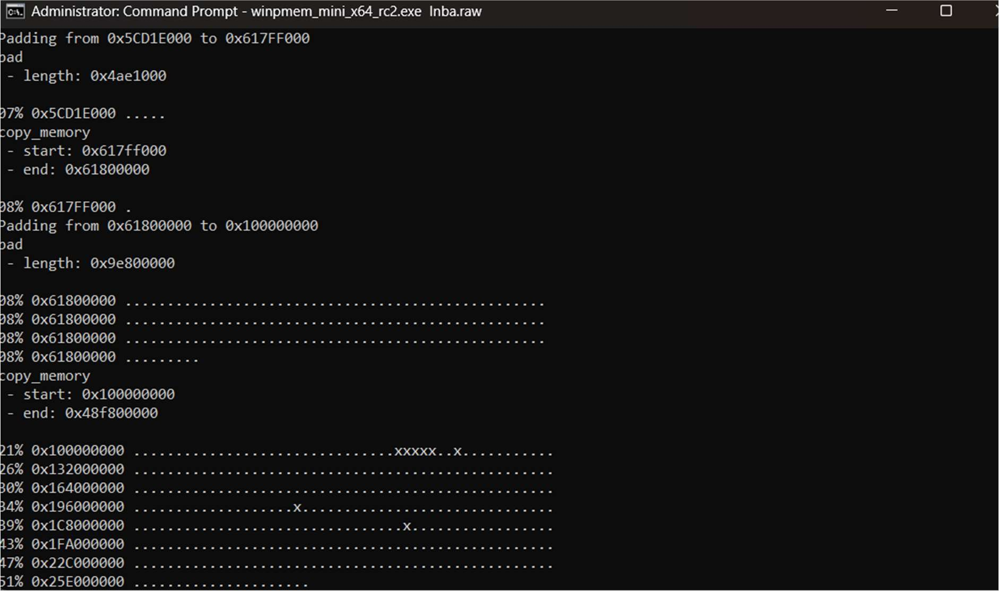 Administrator: Command Prompt - winpmem_mini_x64_rc2.exe  Inba.raw
Padding from 0x5CD1E000 to 0x617FF000
pad
 - length: 0x4ae1000
07% 0x5CD1E000 .....
copy_memory
 - start: 0x617ff000
 - end: 0x61800000
08% 0x617FF000 .
Padding from 0x61800000 to 0x100000000
pad
 - length: 0x9e800000
08% 0x61800000 ..................................................
08% 0x61800000 ..................................................
08% 0x61800000 ..................................................
08% 0x61800000 .........
copy_memory
 - start: 0x100000000
 - end: 0x48f800000
21% 0x100000000 ...............................xxxxx..x...........
26% 0x132000000 ..................................................
30% 0x164000000 ..................................................
34% 0x196000000 ...................x..............................
39% 0x1C8000000 ................................x.................
43% 0x1FA000000 ..................................................
47% 0x22C000000 ..................................................
51% 0x25E000000 .....................